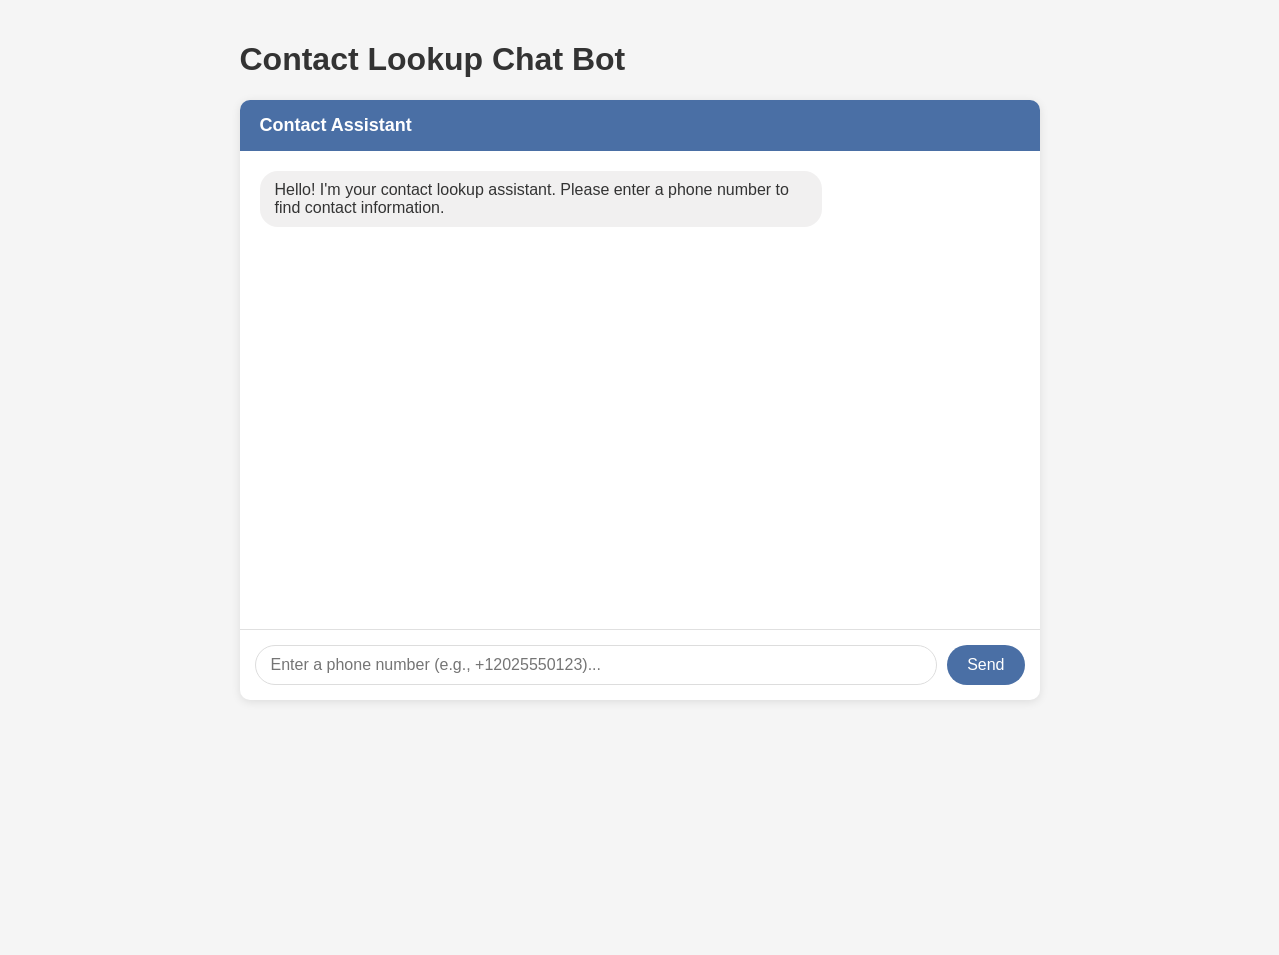 Contact Lookup Chat Bot
Contact Assistant
Hello! I'm your contact lookup assistant. Please enter a phone number to
find contact information.
Enter a phone number (e.g., +12025550123)...
Send